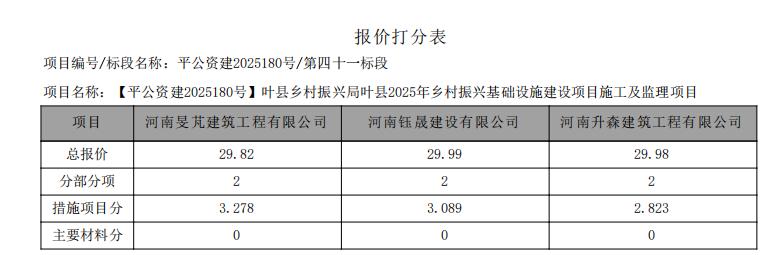 报价打分表
项目编号/标段名称：平公资建2025180号/第四十一标段
项目名称：【平公资建2025180号】叶县乡村振兴局叶县2025年乡村振兴基础设施建设项目施工及监理项目
项目 河南旻芃建筑工程有限公司 河南钰晟建设有限公司 河南升森建筑工程有限公司
总报价 29.82 29.99 29.98
分部分项 2 2 2
措施项目分 3.278 3.089 2.823
主要材料分 0 0 0